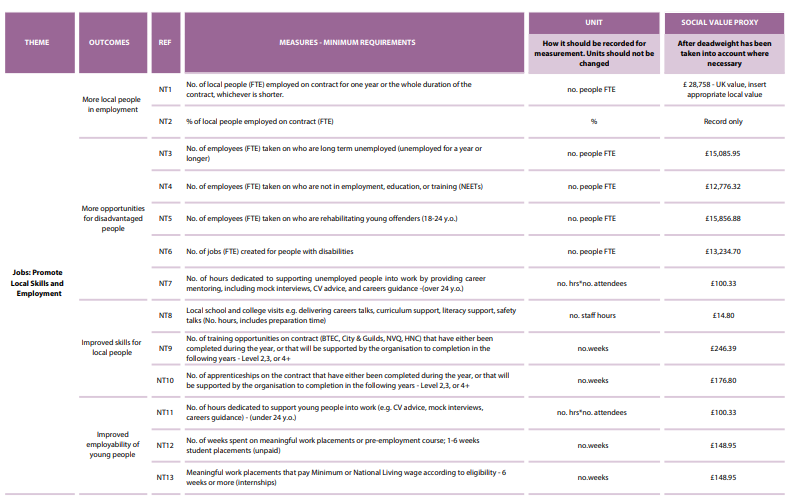 THEME
OUTCOMES
REF
MEASURES - MINIMUM REQUIREMENTS
UNIT
SOCIAL VALUE PROXY
How it should be recorded for
measurement. Units should not be
changed
After deadweight has been
taken into account where
necessary
Jobs: Promote
Local Skills and
Employment
More local people
in employment
NT1
No. of local people (FTE) employed on contract for one year or the whole duration of the
contract, whichever is shorter.
no. people FTE
£ 28,758 - UK value, insert
appropriate local value
NT2
% of local people employed on contract (FTE)
%
Record only
More opportunities
for disadvantaged
people
NT3
No. of employees (FTE) taken on who are long term unemployed (unemployed for a year or
longer)
no. people FTE
£15,085.95
NT4
No. of employees (FTE) taken on who are not in employment, education, or training (NEETs)
no. people FTE
£12,776.32
NT5
No. of employees (FTE) taken on who are rehabilitating young offenders (18-24 y.o.)
no. people FTE
£15,856.88
NT6
No. of jobs (FTE) created for people with disabilities
no. people FTE
£13,234.70
NT7
No. of hours dedicated to supporting unemployed people into work by providing career
mentoring, including mock interviews, CV advice, and careers guidance -(over 24 y.o.)
no. hrs*no. attendees
£100.33
Improved skills for
local people
NT8
Local school and college visits e.g. delivering careers talks, curriculum support, literacy support, safety
talks (No. hours, includes preparation time)
no. staff hours
£14.80
NT9
No. of training opportunities on contract (BTEC, City & Guilds, NVQ, HNC) that have either been
completed during the year, or that will be supported by the organisation to completion in the
following years - Level 2,3, or 4+
no.weeks
£246.39
NT10
No. of apprenticeships on the contract that have either been completed during the year, or that will
be supported by the organisation to completion in the following years - Level 2,3, or 4+
no.weeks
£176.80
Improved
employability of
young people
NT11
No. of hours dedicated to support young people into work (e.g. CV advice, mock interviews,
careers guidance) - (under 24 y.o.)
no. hrs*no. attendees
£100.33
NT12
No. of weeks spent on meaningful work placements or pre-employment course; 1-6 weeks
student placements (unpaid)
no.weeks
£148.95
NT13
Meaningful work placements that pay Minimum or National Living wage according to eligibility - 6
weeks or more (internships)
no.weeks
£148.95